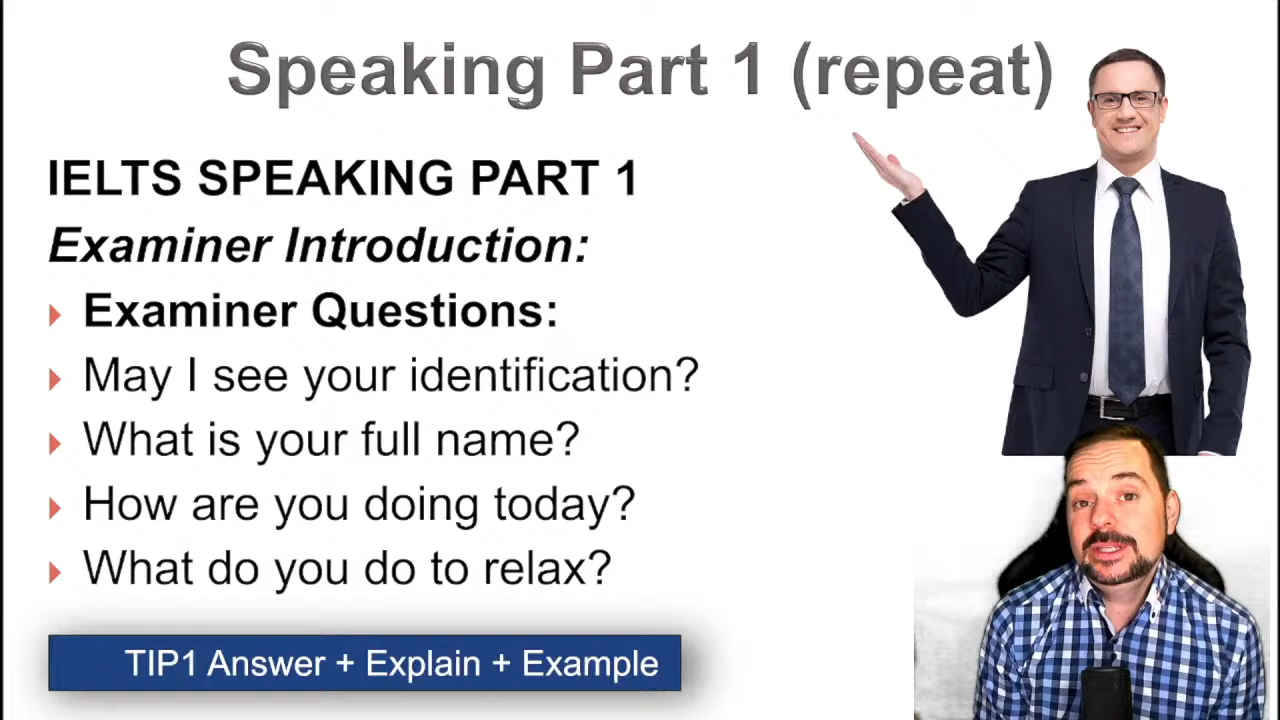 Speaking Part 1 (repeat)
IELTS SPEAKING PART 1
Examiner Introduction:
Examiner Questions:
May I see your identification?
What is your full name?
How are you doing today?
What do you do to relax?
TIP1 Answer + Explain + Example